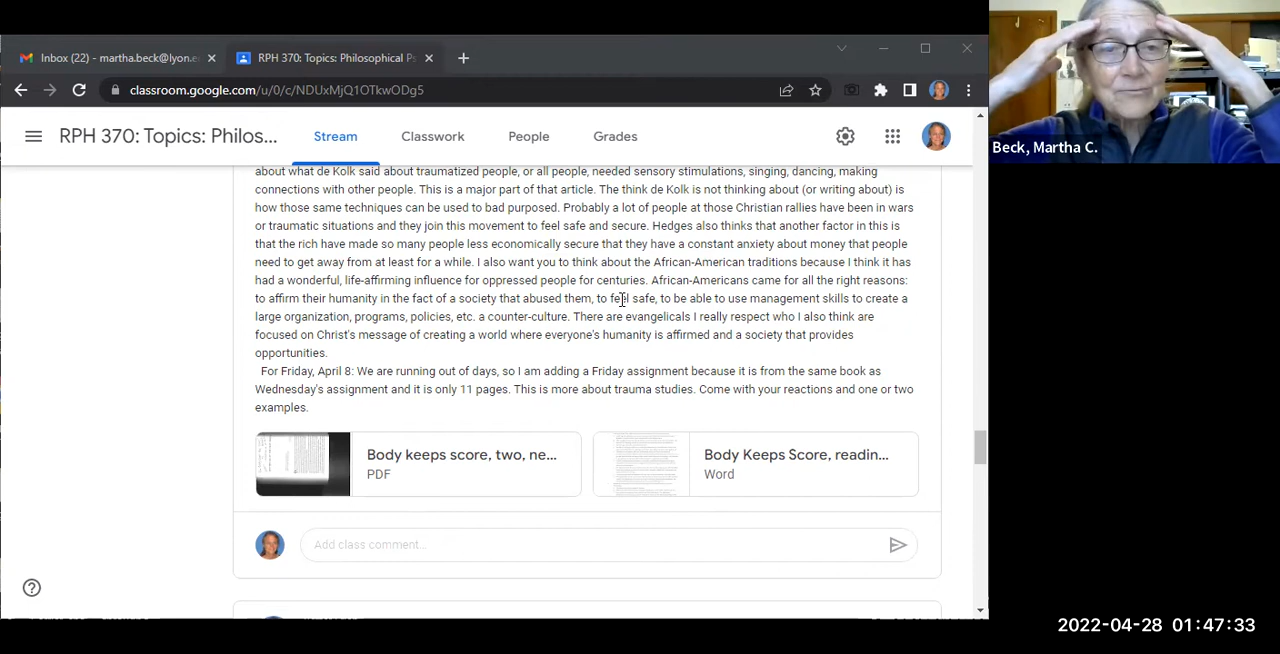 Inbox (22) - martha.beck@lyon.e
RPH 370: Topics: Philosophical Ps
classroom.google.com/u/0/c/NDUxMjQ1OTkwODg5
RPH 370: Topics: Philos...
Stream
Classwork
People
Grades
Beck, Martha C.
about what de Kolk said about traumatized people, or all people, needed sensory stimulations, singing, dancing, making
connections with other people. This is a major part of that article. The think de Kolk is not thinking about (or writing about) is
how those same techniques can be used to bad purposed. Probably a lot of people at those Christian rallies have been in wars
or traumatic situations and they join this movement to feel safe and secure. Hedges also thinks that another factor in this is
that the rich have made so many people less economically secure that they have a constant anxiety about money that people
need to get away from at least for a while. I also want you to think about the African-American traditions because I think it has
had a wonderful, life-affirming influence for oppressed people for centuries. African-Americans came for all the right reasons:
to affirm their humanity in the fact of a society that abused them, to feel safe, to be able to use management skills to create a
large organization, programs, policies, etc. a counter-culture. There are evangelicals I really respect who I also think are
focused on Christ's message of creating a world where everyone's humanity is affirmed and a society that provides
opportunities.
For Friday, April 8: We are running out of days, so I am adding a Friday assignment because it is from the same book as
Wednesday's assignment and it is only 11 pages. This is more about trauma studies. Come with your reactions and one or two
examples.
Body keeps score, two, ne...
PDF
Body Keeps Score, readin...
Word
Add class comment...
2022-04-28 01:47:33